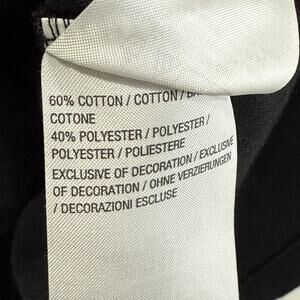 60% COTTON / COTTON /
COTONE
40% POLYESTER / POLYESTER /
POLYESTER / POLIESTERE
EXCLUSIVE OF DECORATION / EXCLUSIVE
OF DECORATION / OHNE VERZIERUNGEN
/ DECORAZIONI ESCLUSE